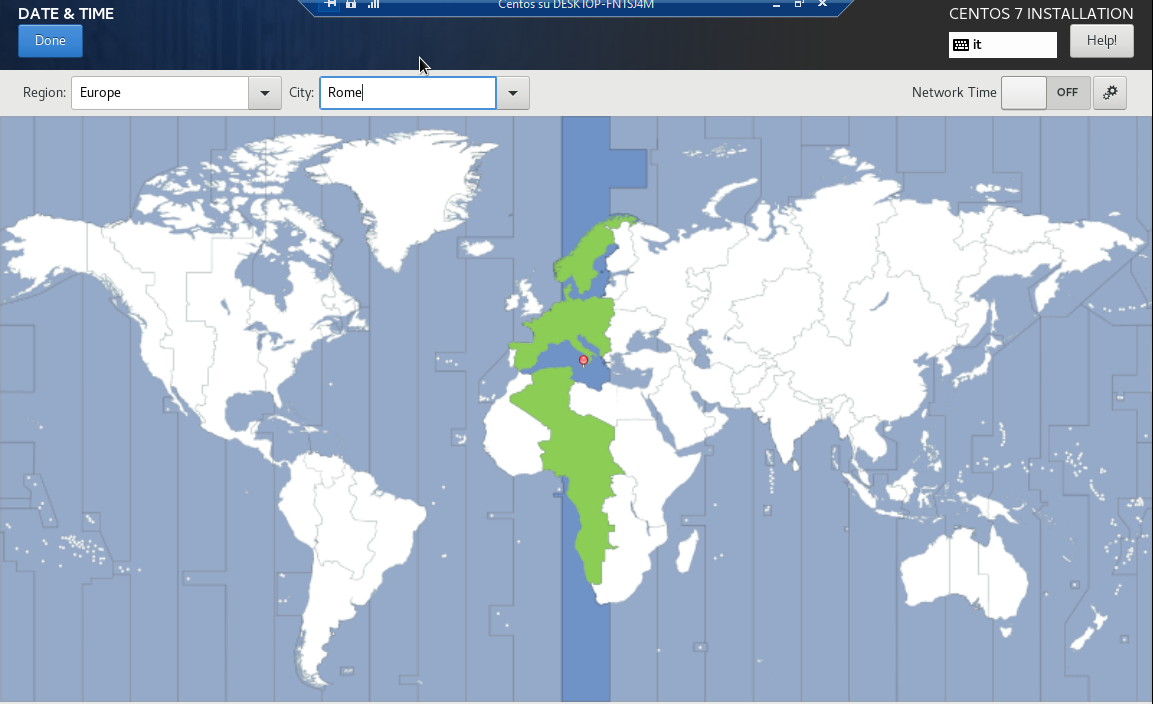 Centos su DESKTOP-FNTSJ4M
DATE & TIME
CENTOS 7 INSTALLATION
Done
it
Help!
Region: Europe
City: Rome
Network Time OFF